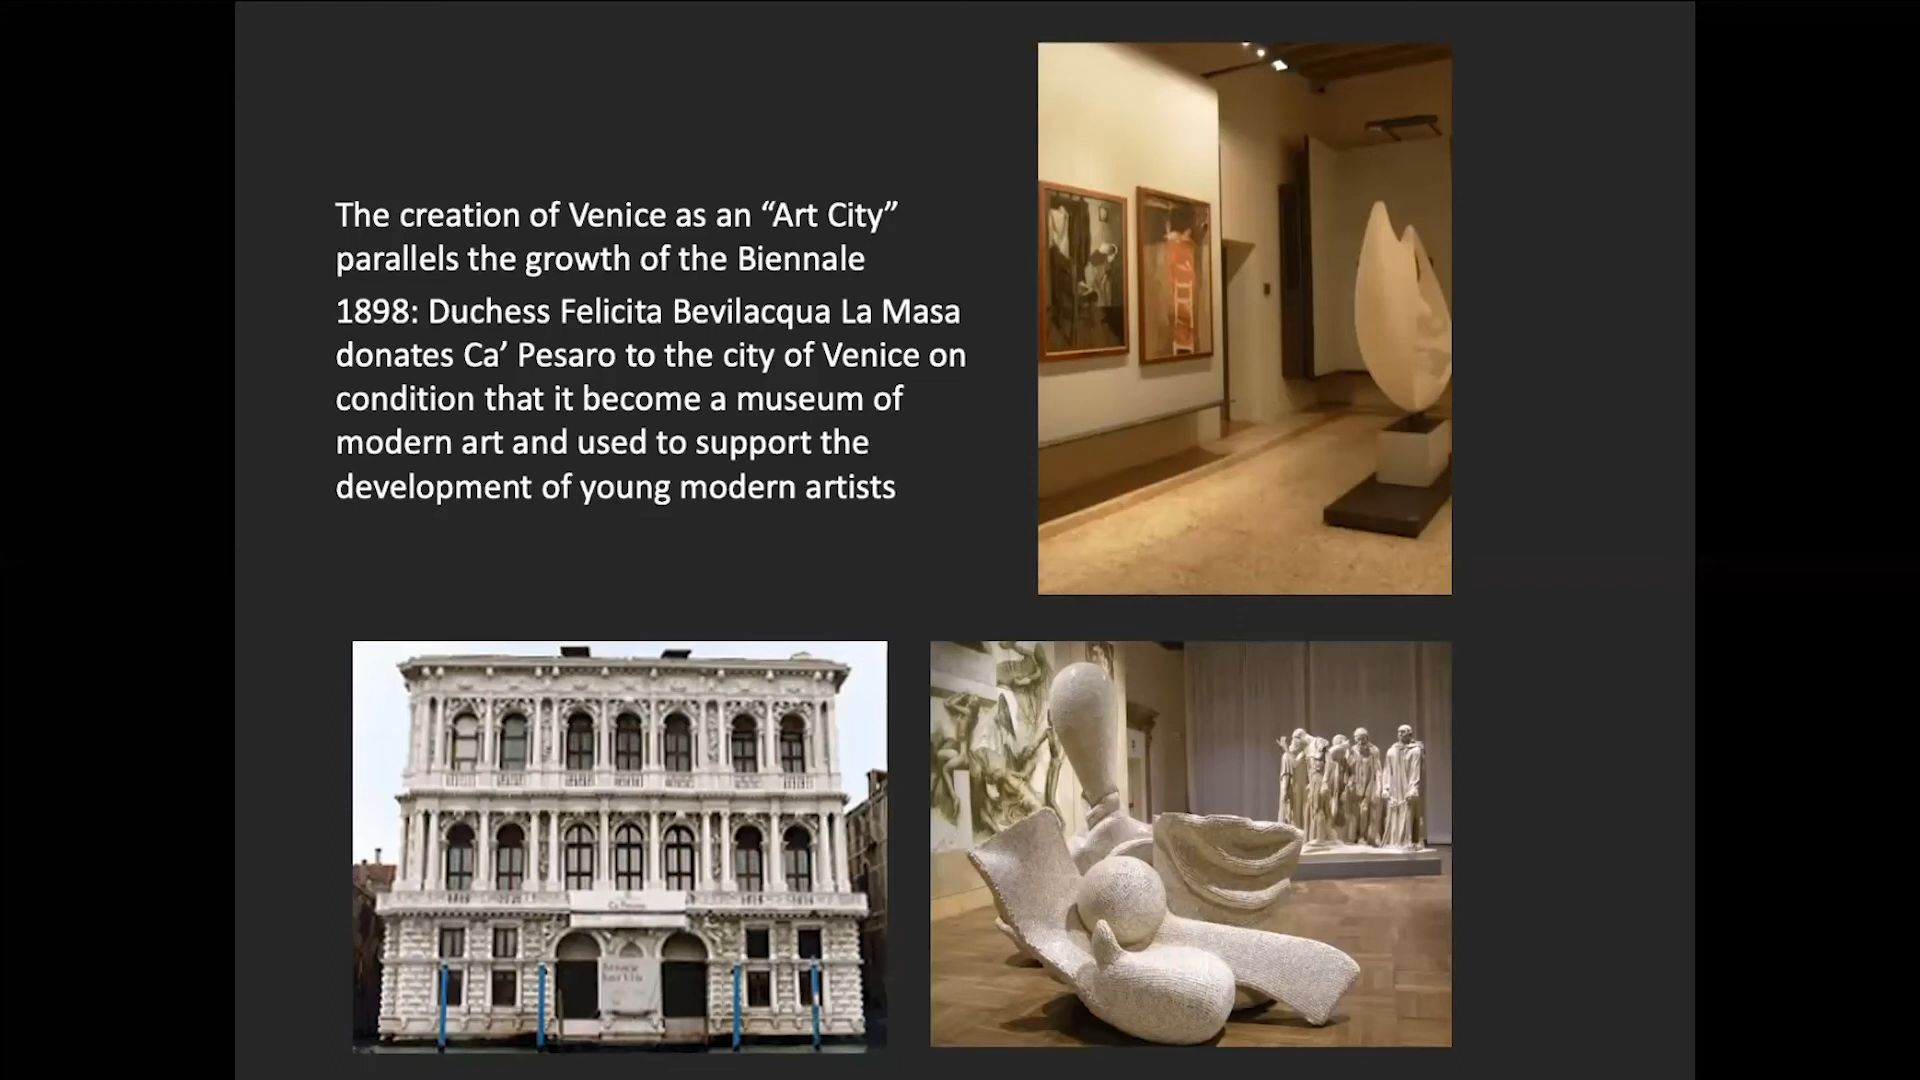 The creation of Venice as an “Art City”
parallels the growth of the Biennale
1898: Duchess Felicita Bevilacqua La Masa
donates Ca’ Pesaro to the city of Venice on
condition that it become a museum of
modern art and used to support the
development of young modern artists
Ca' Pesaro